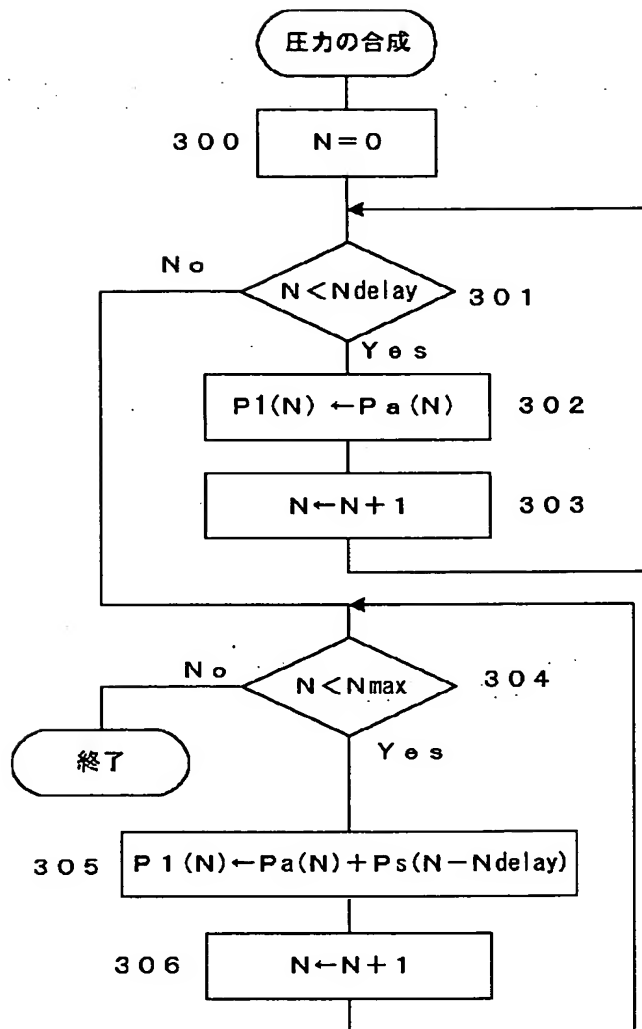 圧力の合成
300 N=0
No
N<Ndelay 301
Yes
P1(N)←Pa(N) 302
N←N+1 303
No
N<Nmax 304
終了
Yes
305 P1(N)←Pa(N)+Ps(N-Ndelay)
306 N←N+1